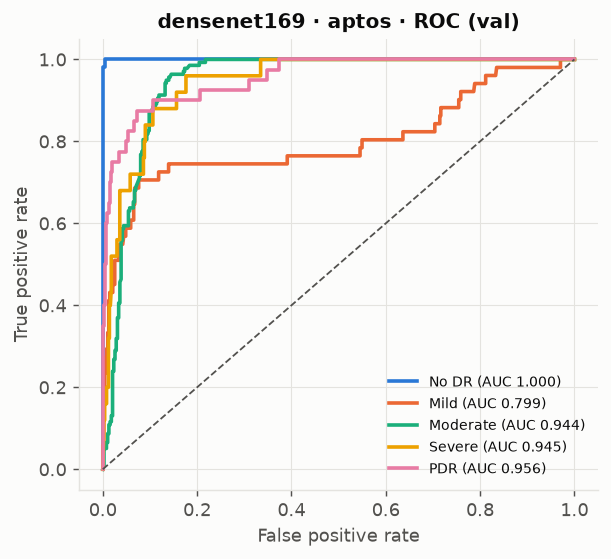 densenet169 · aptos · ROC (val)
True positive rate
1.0
0.8
0.6
0.4
0.2
0.0
No DR (AUC 1.000)
Mild (AUC 0.799)
Moderate (AUC 0.944)
Severe (AUC 0.945)
PDR (AUC 0.956)
0.0 0.2 0.4 0.6 0.8 1.0
False positive rate